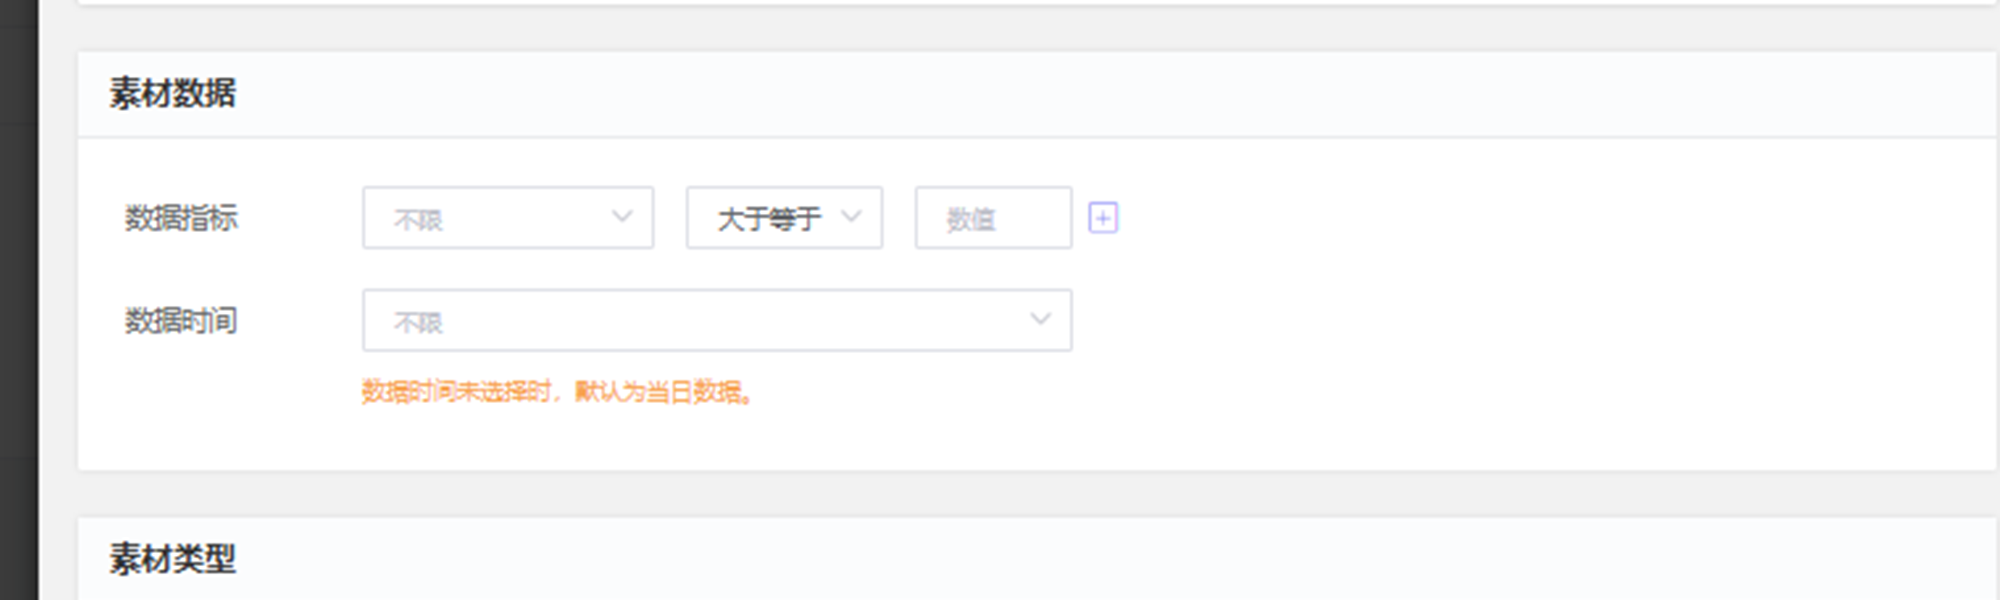 素材数据
数据指标 不限 大于等于 数值
数据时间 不限
数据时间未选择时，默认为当日数据。
素材类型